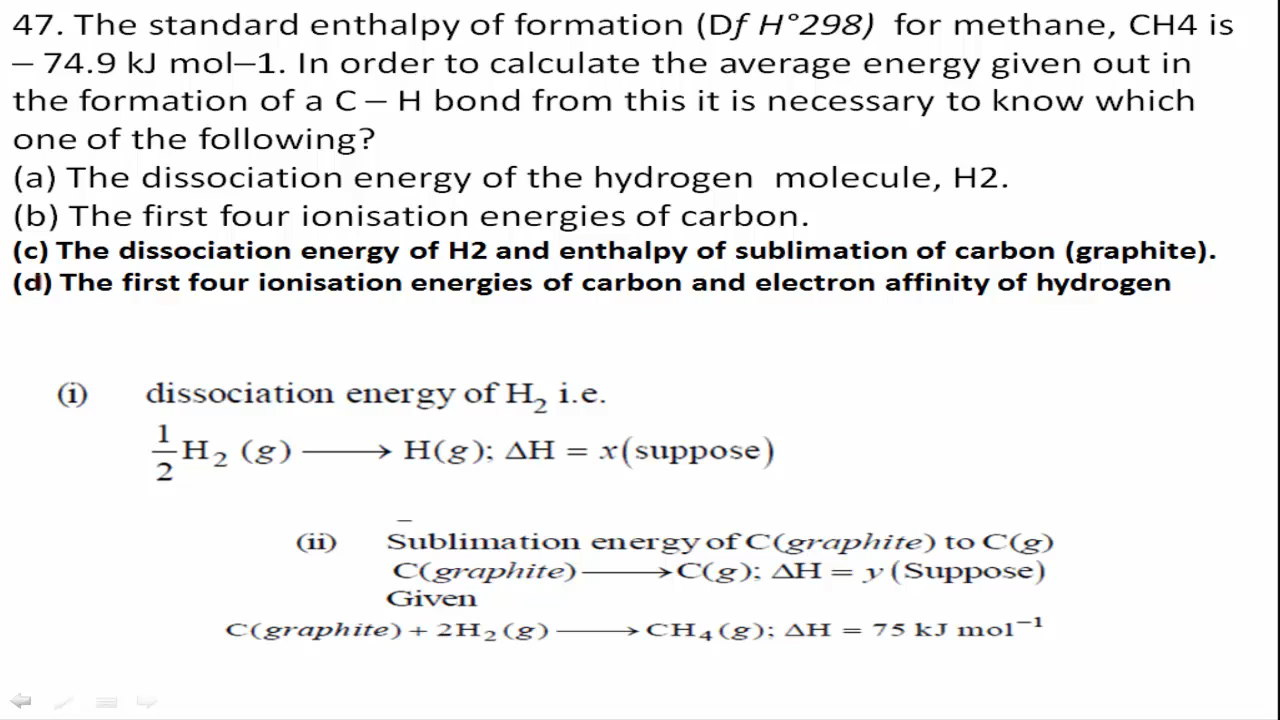 47. The standard enthalpy of formation (Df H°298) for methane, CH4 is
– 74.9 kJ mol–1. In order to calculate the average energy given out in
the formation of a C – H bond from this it is necessary to know which
one of the following?
(a) The dissociation energy of the hydrogen molecule, H2.
(b) The first four ionisation energies of carbon.
(c) The dissociation energy of H2 and enthalpy of sublimation of carbon (graphite).
(d) The first four ionisation energies of carbon and electron affinity of hydrogen
(i) dissociation energy of H₂ i.e.
1/2 H₂ (g) ⟶ H(g); ΔH = x(suppose)
(ii) Sublimation energy of C(graphite) to C(g)
C(graphite) ⟶ C(g); ΔH = y (Suppose)
Given
C(graphite) + 2H₂ (g) ⟶ CH₄ (g); ΔH = 75 kJ mol⁻¹